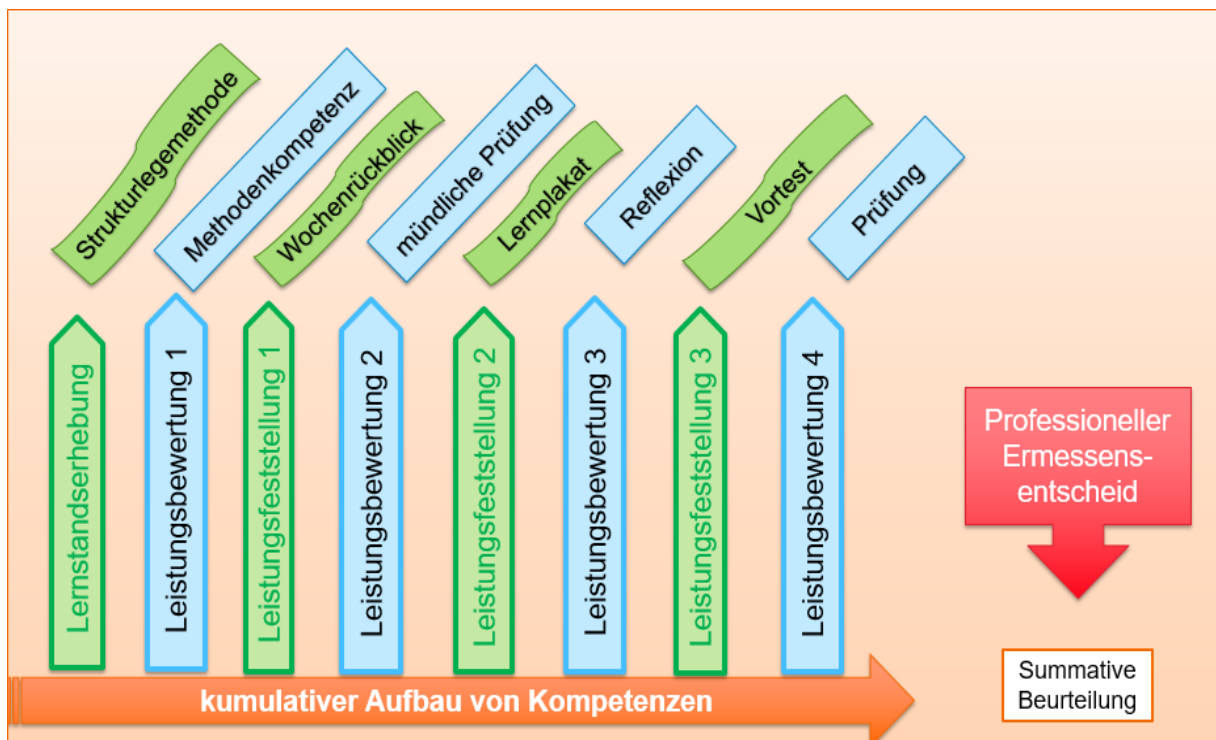 Strukturlegemethode
Methodenkompetenz
Wochenrückblick
mündliche Prüfung
Lernplakat
Reflexion
Vortest
Prüfung
Lernstandserhebung
Leistungsbewertung 1
Leistungsfeststellung 1
Leistungsbewertung 2
Leistungsfeststellung 2
Leistungsbewertung 3
Leistungsfeststellung 3
Leistungsbewertung 4
Professioneller
Ermessens-
entscheid
kumulativer Aufbau von Kompetenzen
Summative
Beurteilung